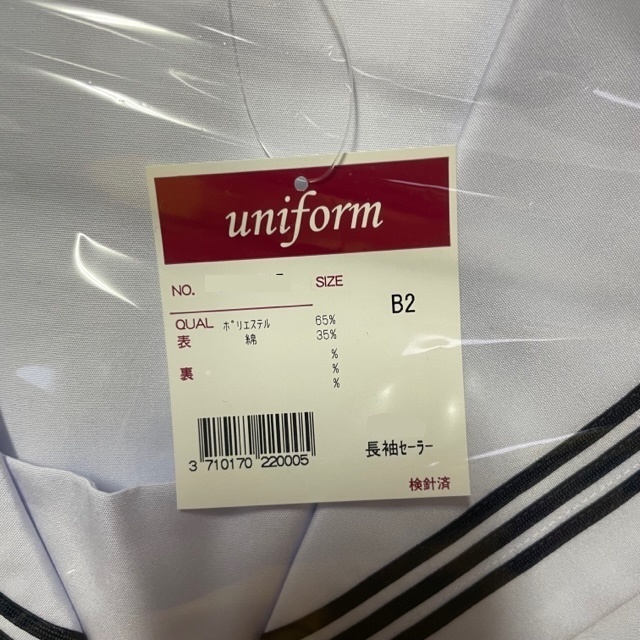 uniform
NO.
SIZE
B2
QUAL ﾎﾟﾘｴｽﾃﾙ 65%
表 綿 35%
%
裏 %
%
3 710170 220005
長袖ｾｰﾗｰ
検針済